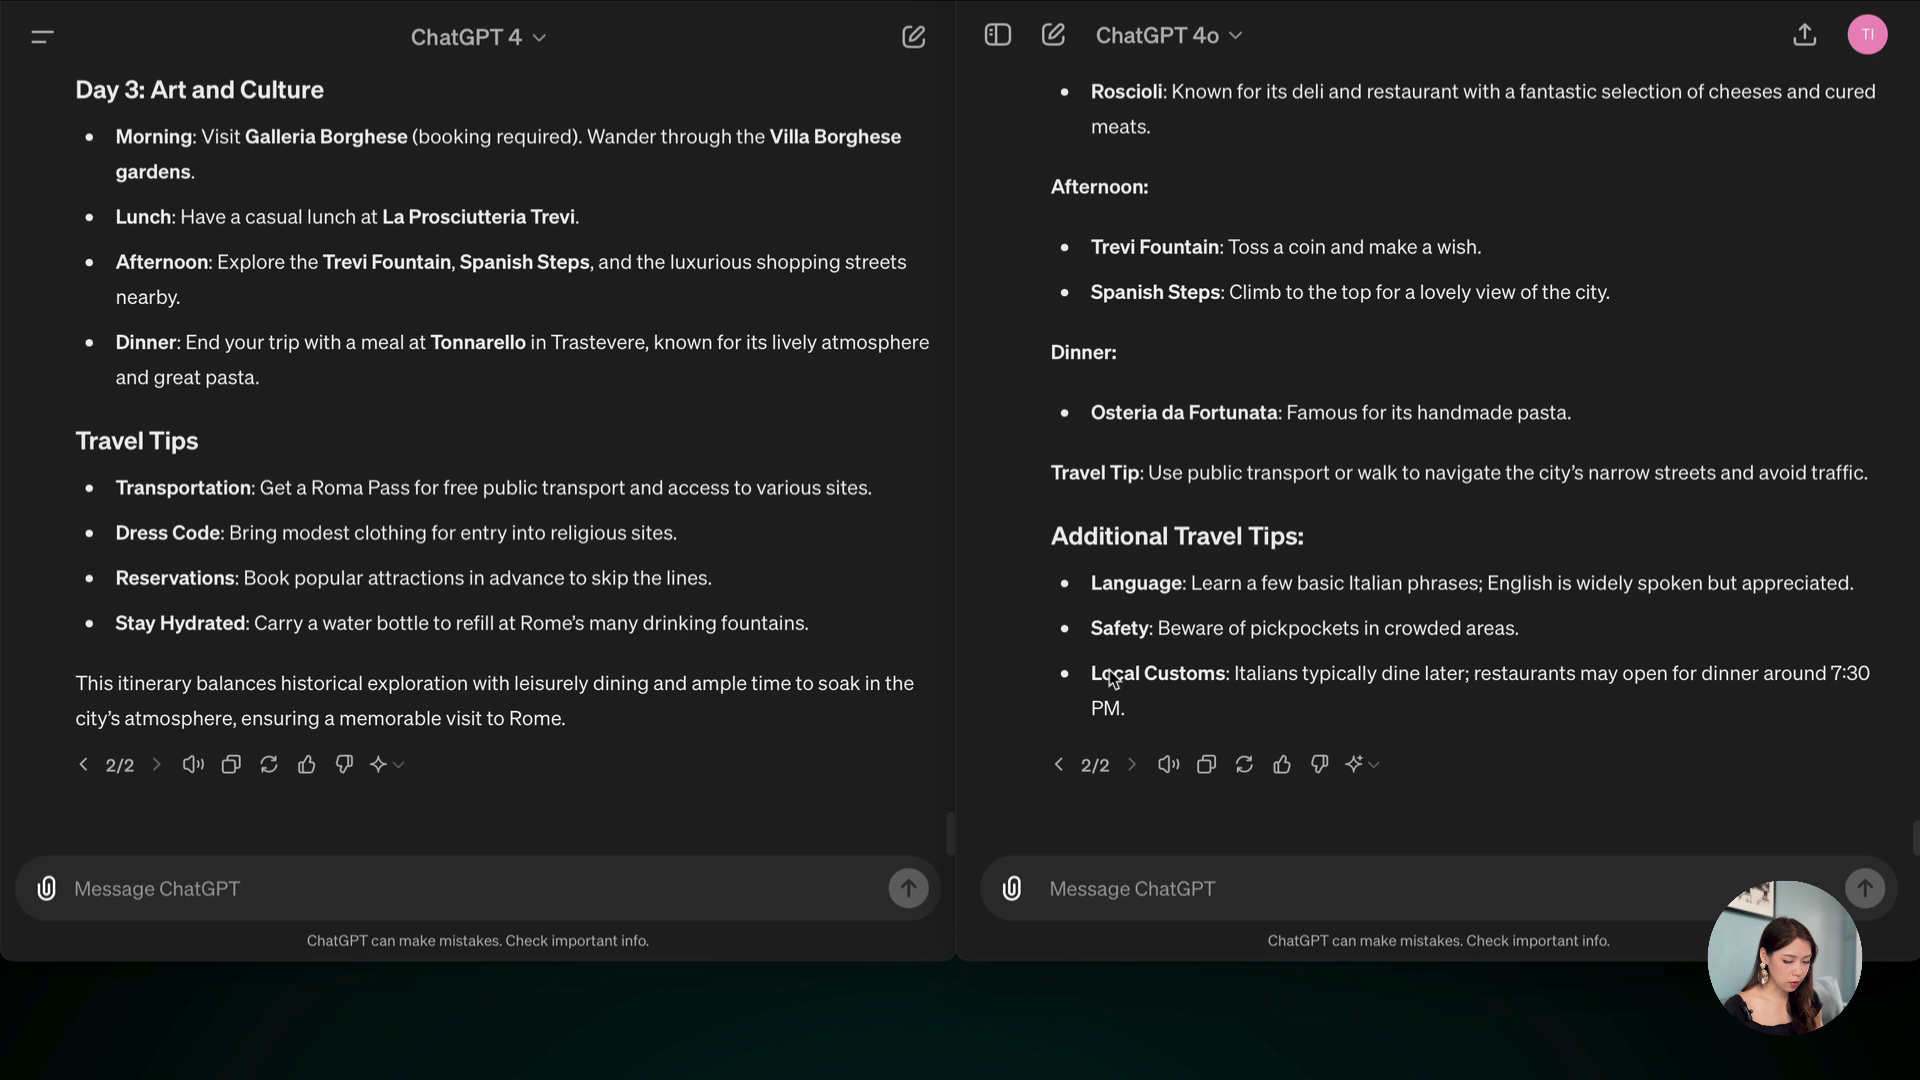 ChatGPT 4
Day 3: Art and Culture
Morning: Visit Galleria Borghese (booking required). Wander through the Villa Borghese
gardens.
Lunch: Have a casual lunch at La Prosciutteria Trevi.
Afternoon: Explore the Trevi Fountain, Spanish Steps, and the luxurious shopping streets
nearby.
Dinner: End your trip with a meal at Tonnarello in Trastevere, known for its lively atmosphere
and great pasta.
Travel Tips
Transportation: Get a Roma Pass for free public transport and access to various sites.
Dress Code: Bring modest clothing for entry into religious sites.
Reservations: Book popular attractions in advance to skip the lines.
Stay Hydrated: Carry a water bottle to refill at Rome’s many drinking fountains.
This itinerary balances historical exploration with leisurely dining and ample time to soak in the
city’s atmosphere, ensuring a memorable visit to Rome.
2/2
Message ChatGPT
ChatGPT can make mistakes. Check important info.
ChatGPT 4o
TI
Roscioli: Known for its deli and restaurant with a fantastic selection of cheeses and cured
meats.
Afternoon:
Trevi Fountain: Toss a coin and make a wish.
Spanish Steps: Climb to the top for a lovely view of the city.
Dinner:
Osteria da Fortunata: Famous for its handmade pasta.
Travel Tip: Use public transport or walk to navigate the city’s narrow streets and avoid traffic.
Additional Travel Tips:
Language: Learn a few basic Italian phrases; English is widely spoken but appreciated.
Safety: Beware of pickpockets in crowded areas.
Local Customs: Italians typically dine later; restaurants may open for dinner around 7:30
PM.
2/2
Message ChatGPT
ChatGPT can make mistakes. Check important info.